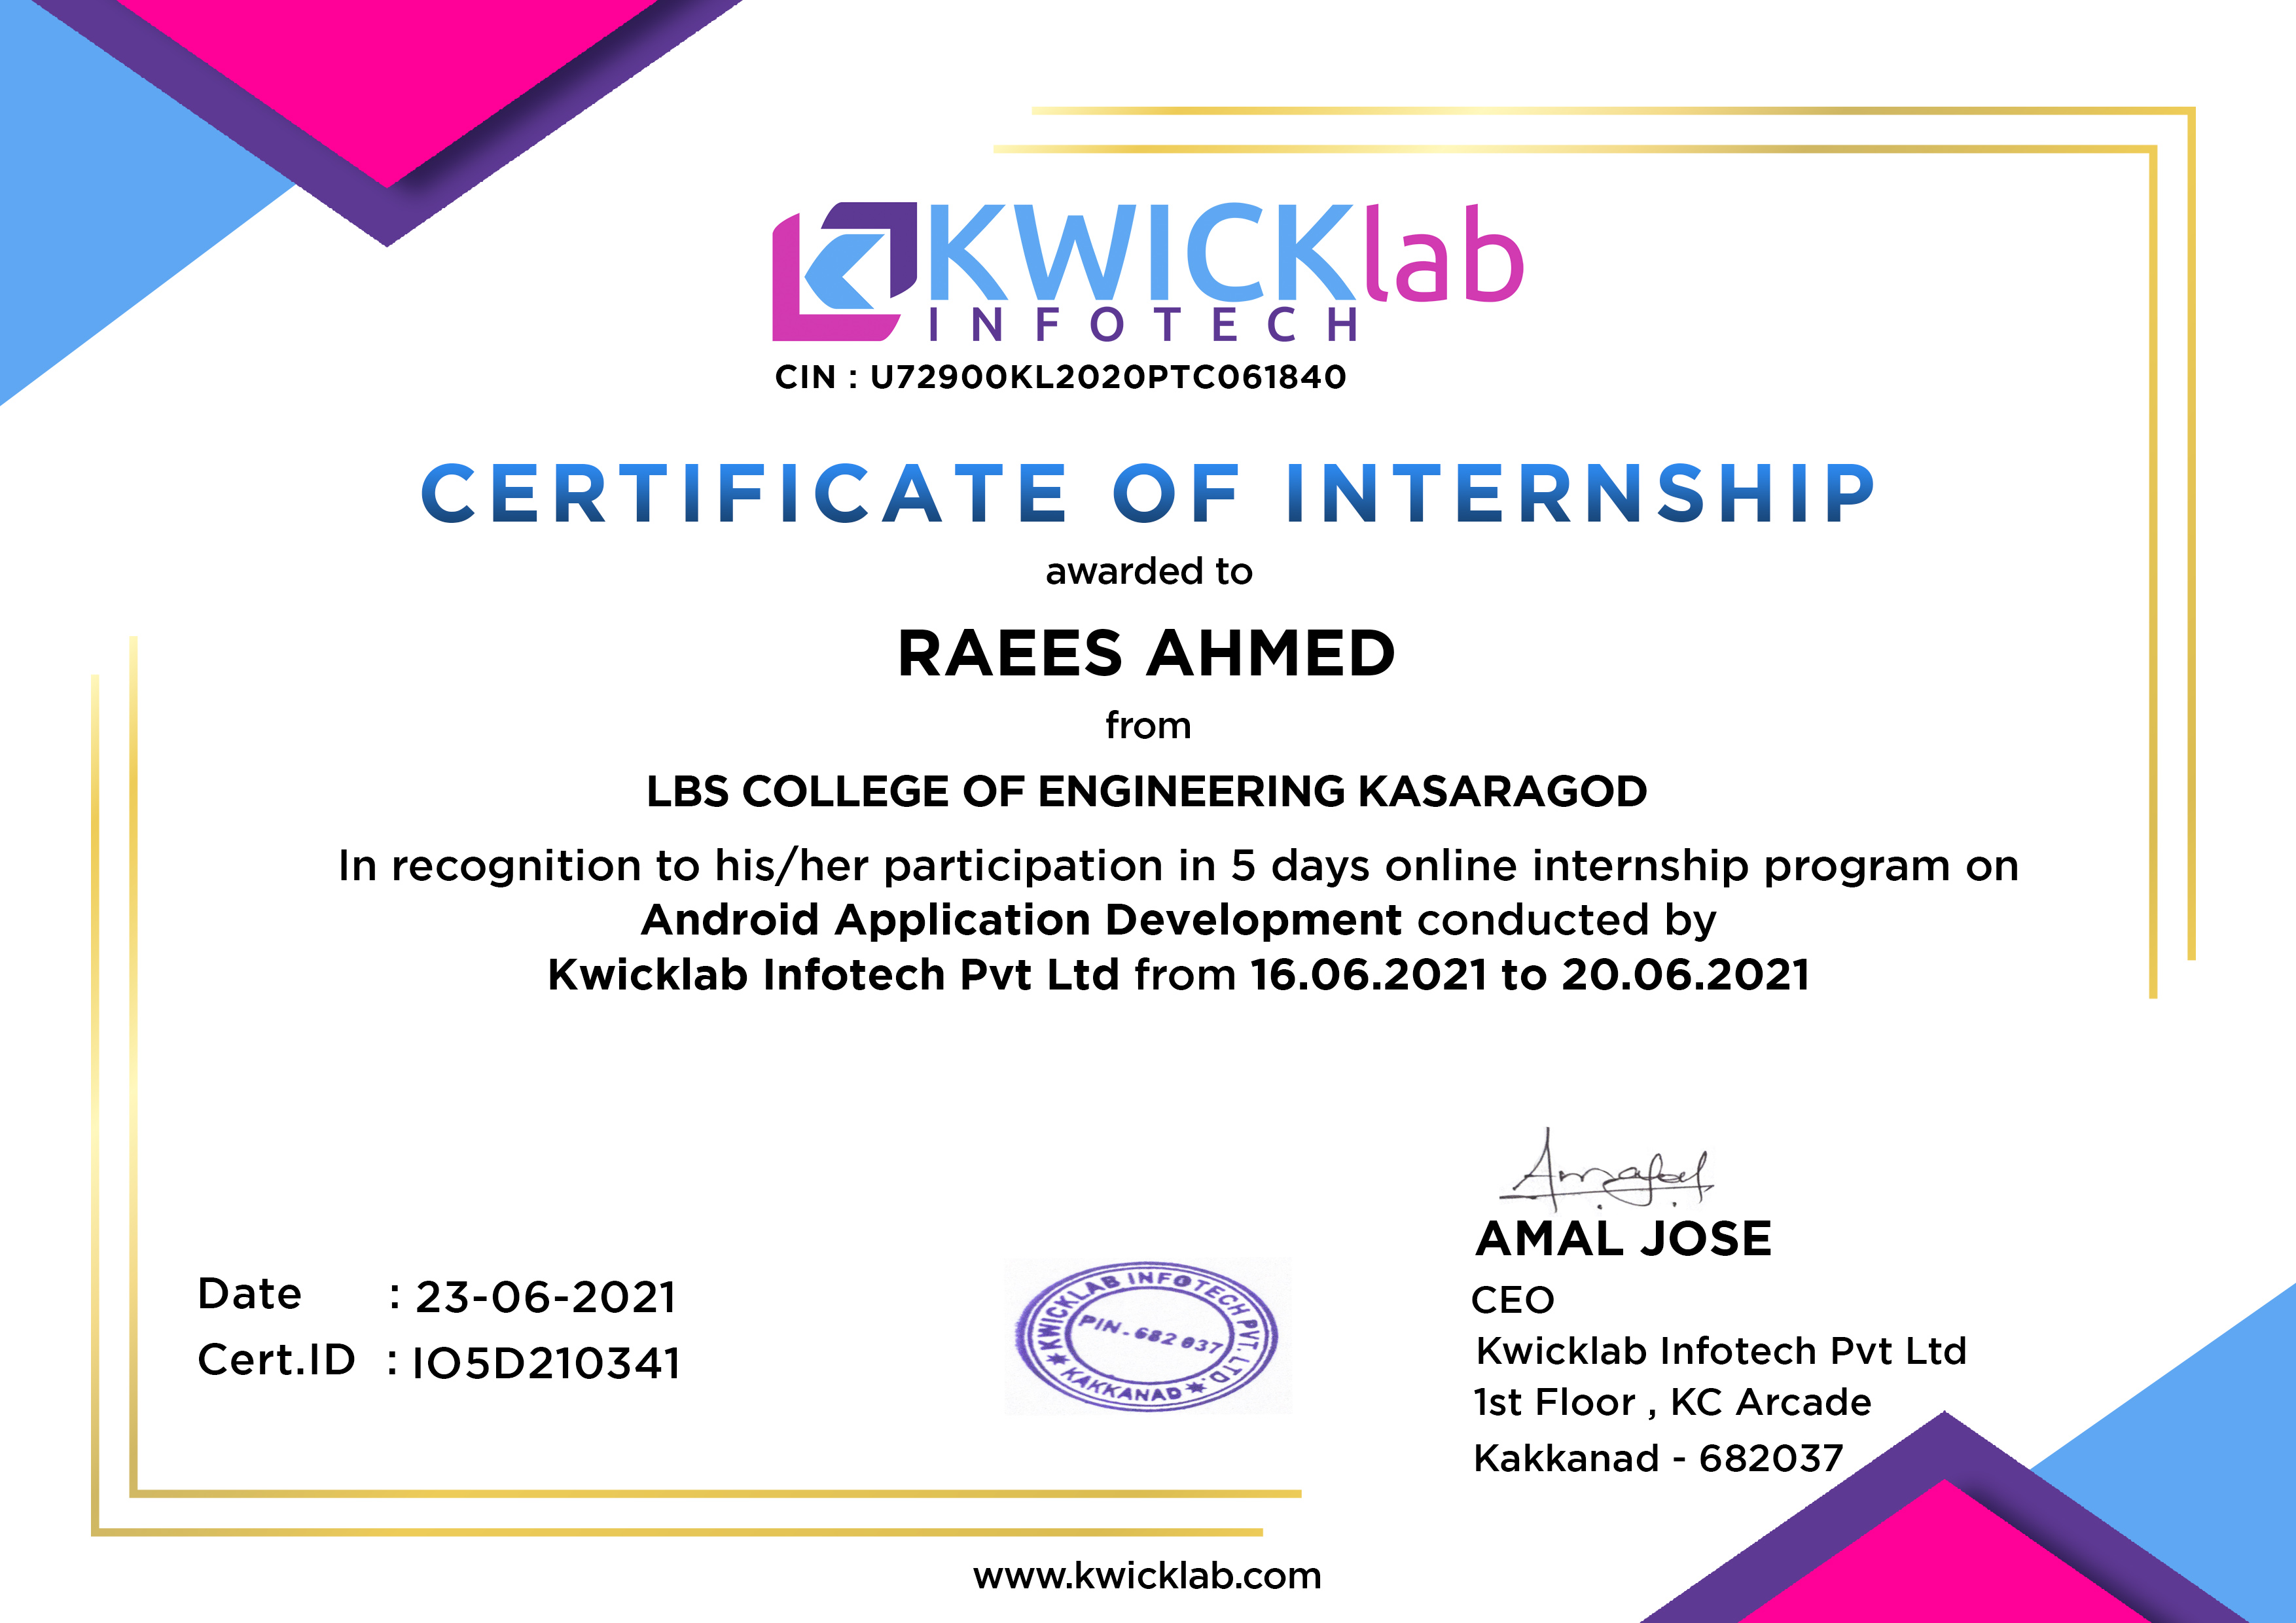 KWICKlab
INFOTECH
CIN : U72900KL2020PTC061840
CERTIFICATE OF INTERNSHIP
awarded to
RAEES AHMED
from
LBS COLLEGE OF ENGINEERING KASARAGOD
In recognition to his/her participation in 5 days online internship program on
Android Application Development conducted by
Kwicklab Infotech Pvt Ltd from 16.06.2021 to 20.06.2021
AMAL JOSE
CEO
Kwicklab Infotech Pvt Ltd
1st Floor , KC Arcade
Kakkanad - 682037
Date : 23-06-2021
Cert.ID : IO5D210341
KWICKLAB INFOTECH PVT. LTD.
PIN-682 037
KAKKANAD
www.kwicklab.com